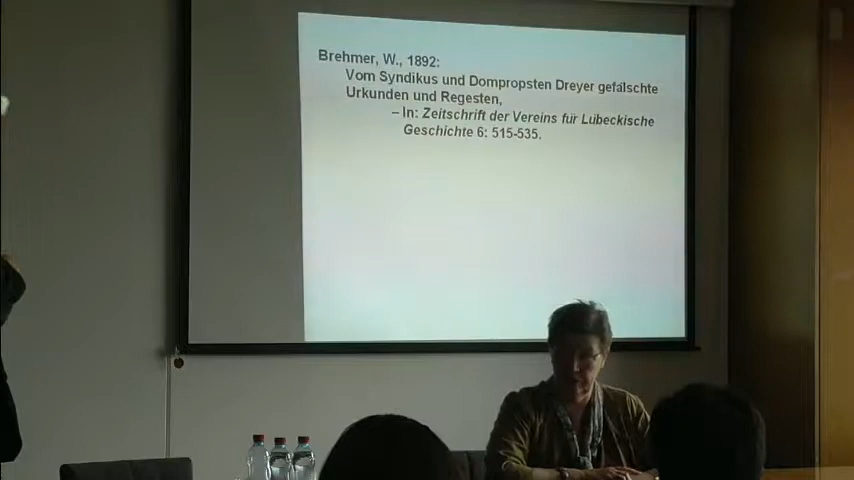 Brehmer, W., 1892:
Vom Syndikus und Dompropsten Dreyer gefälschte
Urkunden und Regesten,
– In: Zeitschrift der Vereins für Lübeckische
Geschichte 6: 515-535.